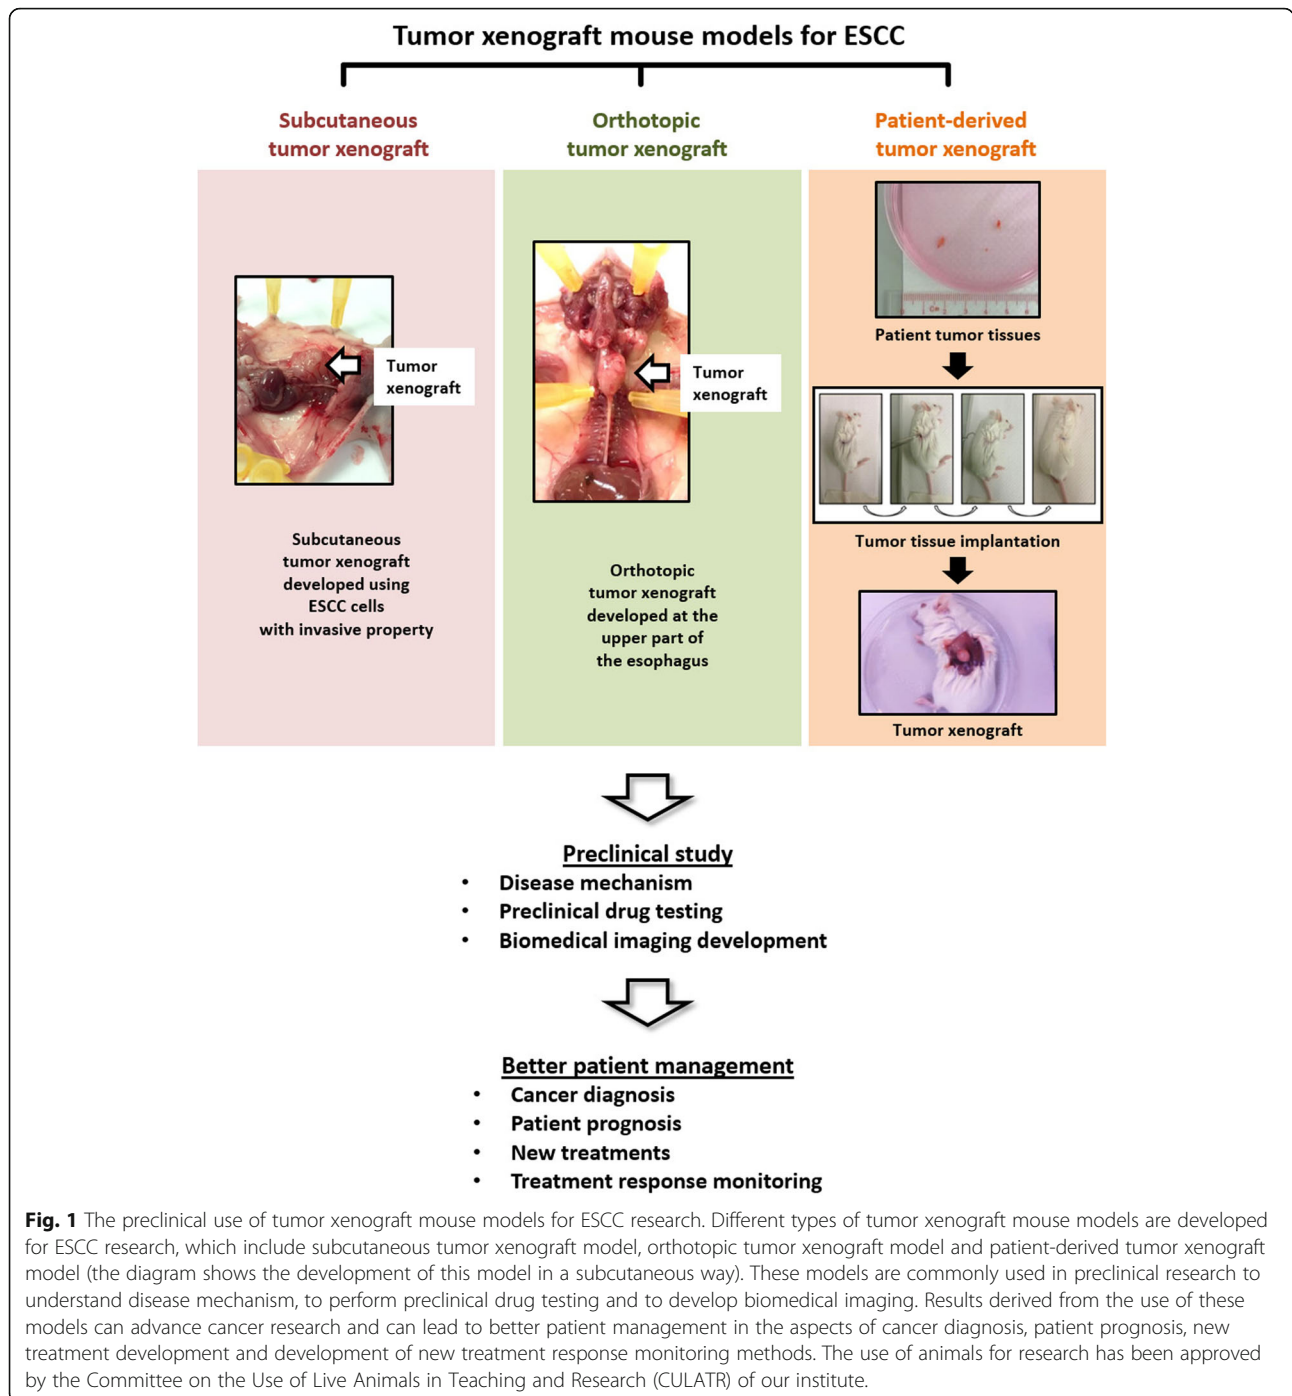 Tumor xenograft mouse models for ESCC
Subcutaneous
tumor xenograft
Orthotopic
tumor xenograft
Patient-derived
tumor xenograft
Tumor
xenograft
Subcutaneous
tumor xenograft
developed using
ESCC cells
with invasive property
Tumor
xenograft
Orthotopic
tumor xenograft
developed at the
upper part of
the esophagus
Patient tumor tissues
Tumor tissue implantation
Tumor xenograft
Preclinical study
• Disease mechanism
• Preclinical drug testing
• Biomedical imaging development
Better patient management
• Cancer diagnosis
• Patient prognosis
• New treatments
• Treatment response monitoring
Fig. 1 The preclinical use of tumor xenograft mouse models for ESCC research. Different types of tumor xenograft mouse models are developed
for ESCC research, which include subcutaneous tumor xenograft model, orthotopic tumor xenograft model and patient-derived tumor xenograft
model (the diagram shows the development of this model in a subcutaneous way). These models are commonly used in preclinical research to
understand disease mechanism, to perform preclinical drug testing and to develop biomedical imaging. Results derived from the use of these
models can advance cancer research and can lead to better patient management in the aspects of cancer diagnosis, patient prognosis, new
treatment development and development of new treatment response monitoring methods. The use of animals for research has been approved
by the Committee on the Use of Live Animals in Teaching and Research (CULATR) of our institute.